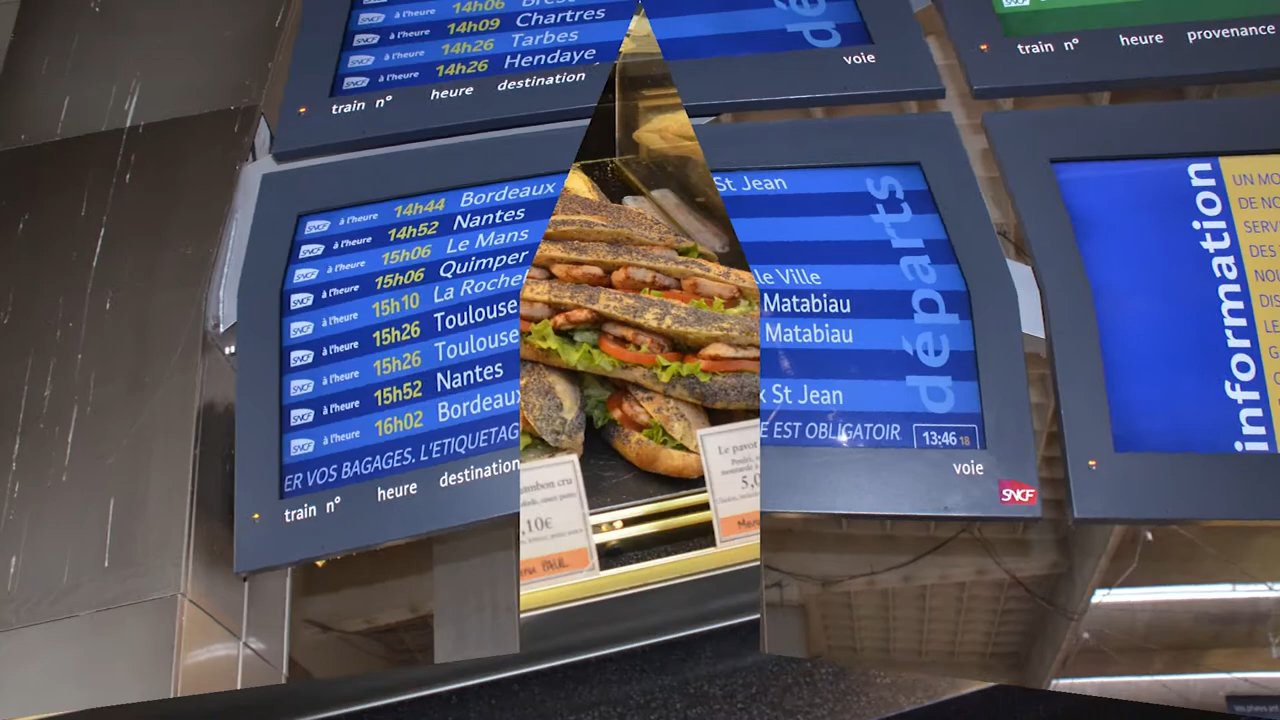 à l'heure 14h06 Brest
SNCF à l'heure 14h09 Chartres
SNCF à l'heure 14h26 Tarbes
SNCF à l'heure 14h26 Hendaye
train n° heure destination
voie
train n° heure provenance
SNCF à l'heure 14h44 Bordeaux St Jean
SNCF à l'heure 14h52 Nantes
SNCF à l'heure 15h06 Le Mans
SNCF à l'heure 15h06 Quimper
SNCF à l'heure 15h10 La Roche le Ville
SNCF à l'heure 15h26 Toulouse Matabiau
SNCF à l'heure 15h26 Toulouse Matabiau
SNCF à l'heure 15h52 Nantes
SNCF à l'heure 16h02 Bordeaux St Jean
ER VOS BAGAGES. L'ETIQUETAG E EST OBLIGATOIR 13:46 18
départs
train n° heure destination voie
SNCF
information
UN MO
DE NO
SERV
DES
NOU
DIS
LE
Le pavot
5,0
Menu
jambon cru
,10€
Menu PAUL